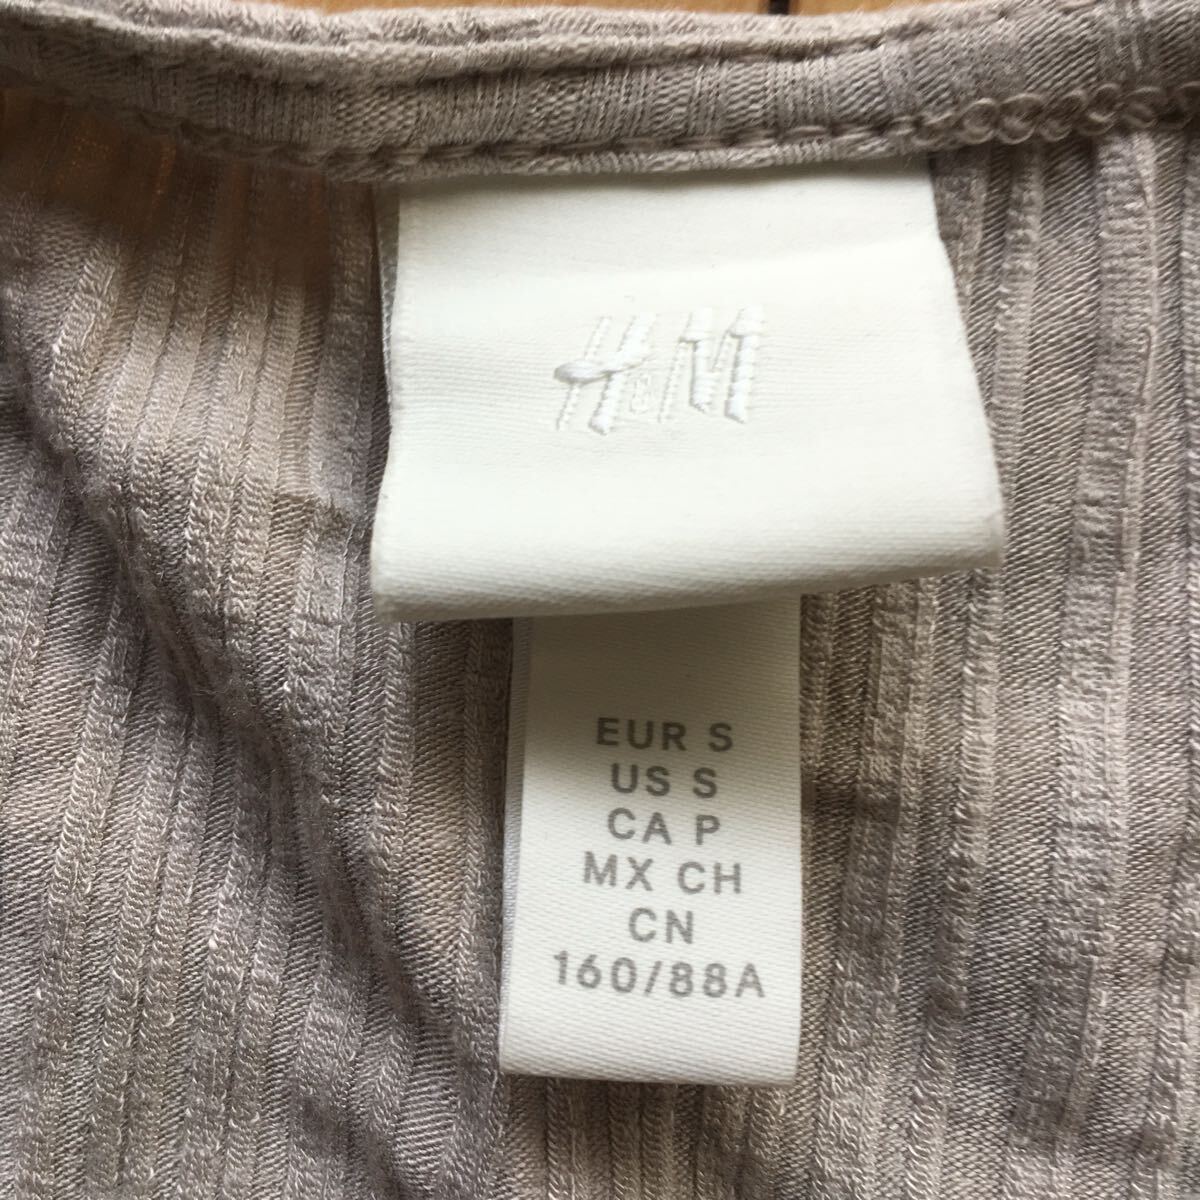 H&M
EUR S
US S
CA P
MX CH
CN
160/88A